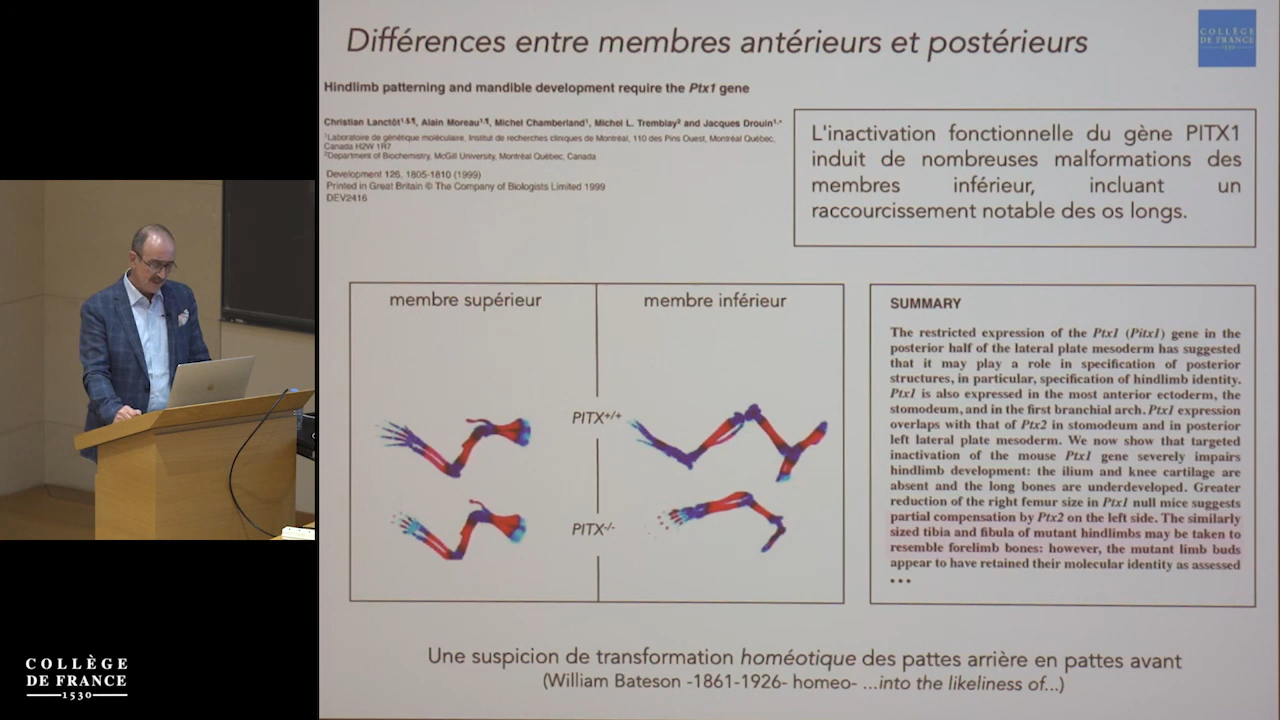 Différences entre membres antérieurs et postérieurs
COLLÈGE
DE FRANCE
1530
Hindlimb patterning and mandible development require the Ptx1 gene
Christian Lanctôt1,§,¶, Alain Moreau1,¶, Michel Chamberland1, Michel L. Tremblay2 and Jacques Drouin1,*
1Laboratoire de génétique moléculaire, Institut de recherches cliniques de Montréal, 110 des Pins Ouest, Montréal Québec,
Canada H2W 1R7
2Department of Biochemistry, McGill University, Montréal Québec, Canada
Development 126, 1805-1810 (1999)
Printed in Great Britain © The Company of Biologists Limited 1999
DEV2416
L'inactivation fonctionnelle du gène PITX1
induit de nombreuses malformations des
membres inférieur, incluant un
raccourcissement notable des os longs.
membre supérieur
membre inférieur
PITX+/+
PITX-/-
SUMMARY
The restricted expression of the Ptx1 (Pitx1) gene in the
posterior half of the lateral plate mesoderm has suggested
that it may play a role in specification of posterior
structures, in particular, specification of hindlimb identity.
Ptx1 is also expressed in the most anterior ectoderm, the
stomodeum, and in the first branchial arch. Ptx1 expression
overlaps with that of Ptx2 in stomodeum and in posterior
left lateral plate mesoderm. We now show that targeted
inactivation of the mouse Ptx1 gene severely impairs
hindlimb development: the ilium and knee cartilage are
absent and the long bones are underdeveloped. Greater
reduction of the right femur size in Ptx1 null mice suggests
partial compensation by Ptx2 on the left side. The similarly
sized tibia and fibula of mutant hindlimbs may be taken to
resemble forelimb bones: however, the mutant limb buds
appear to have retained their molecular identity as assessed
•••
Une suspicion de transformation homéotique des pattes arrière en pattes avant
(William Bateson -1861-1926- homeo- ...into the likeliness of...)
COLLÈGE
DE FRANCE
1530